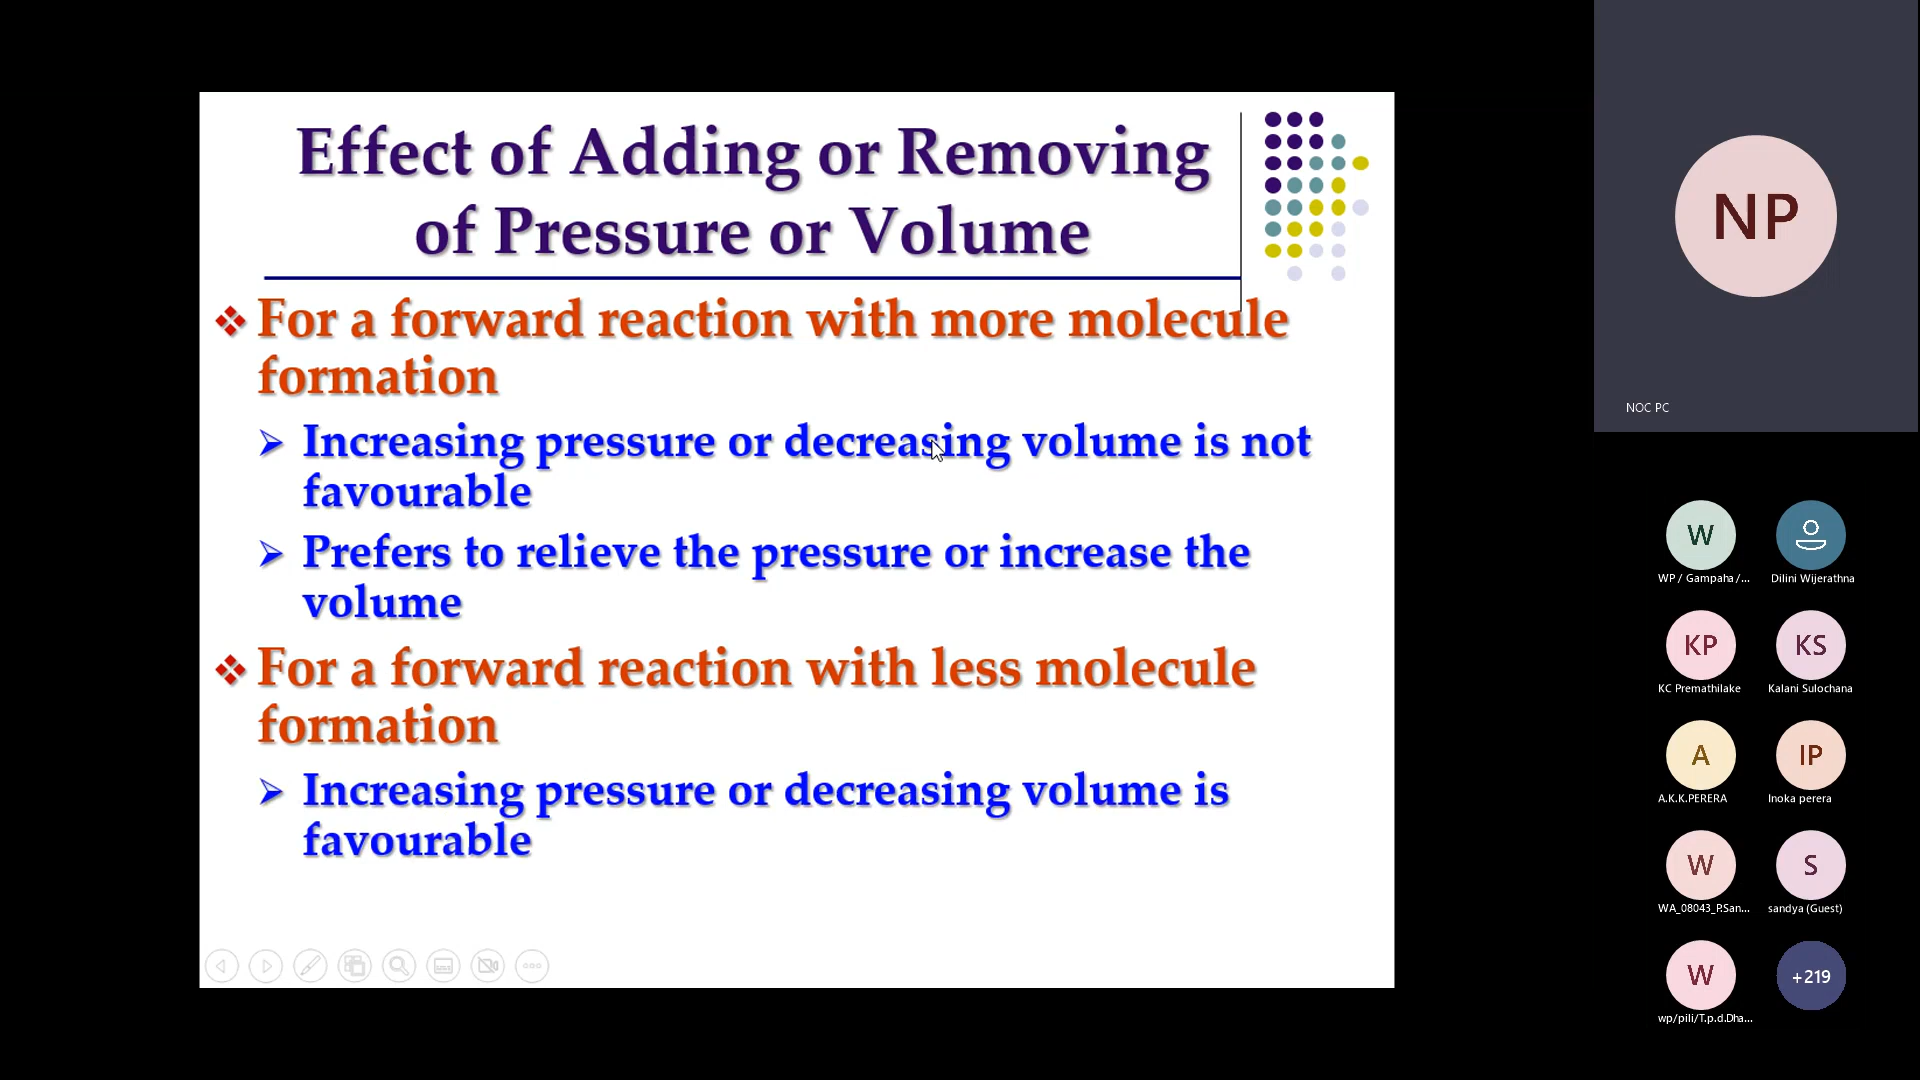 Effect of Adding or Removing
of Pressure or Volume
For a forward reaction with more molecule
formation
Increasing pressure or decreasing volume is not
favourable
Prefers to relieve the pressure or increase the
volume
For a forward reaction with less molecule
formation
Increasing pressure or decreasing volume is
favourable
NP
NOC PC
W
WP / Gampaha /...
Dilini Wijerathna
KP
KC Premathilake
KS
Kalani Sulochana
A
A.K.K.PERERA
IP
Inoka perera
W
WA_08043_P.San...
S
sandya (Guest)
W
wp/pili/T.p.d.Dha...
+219